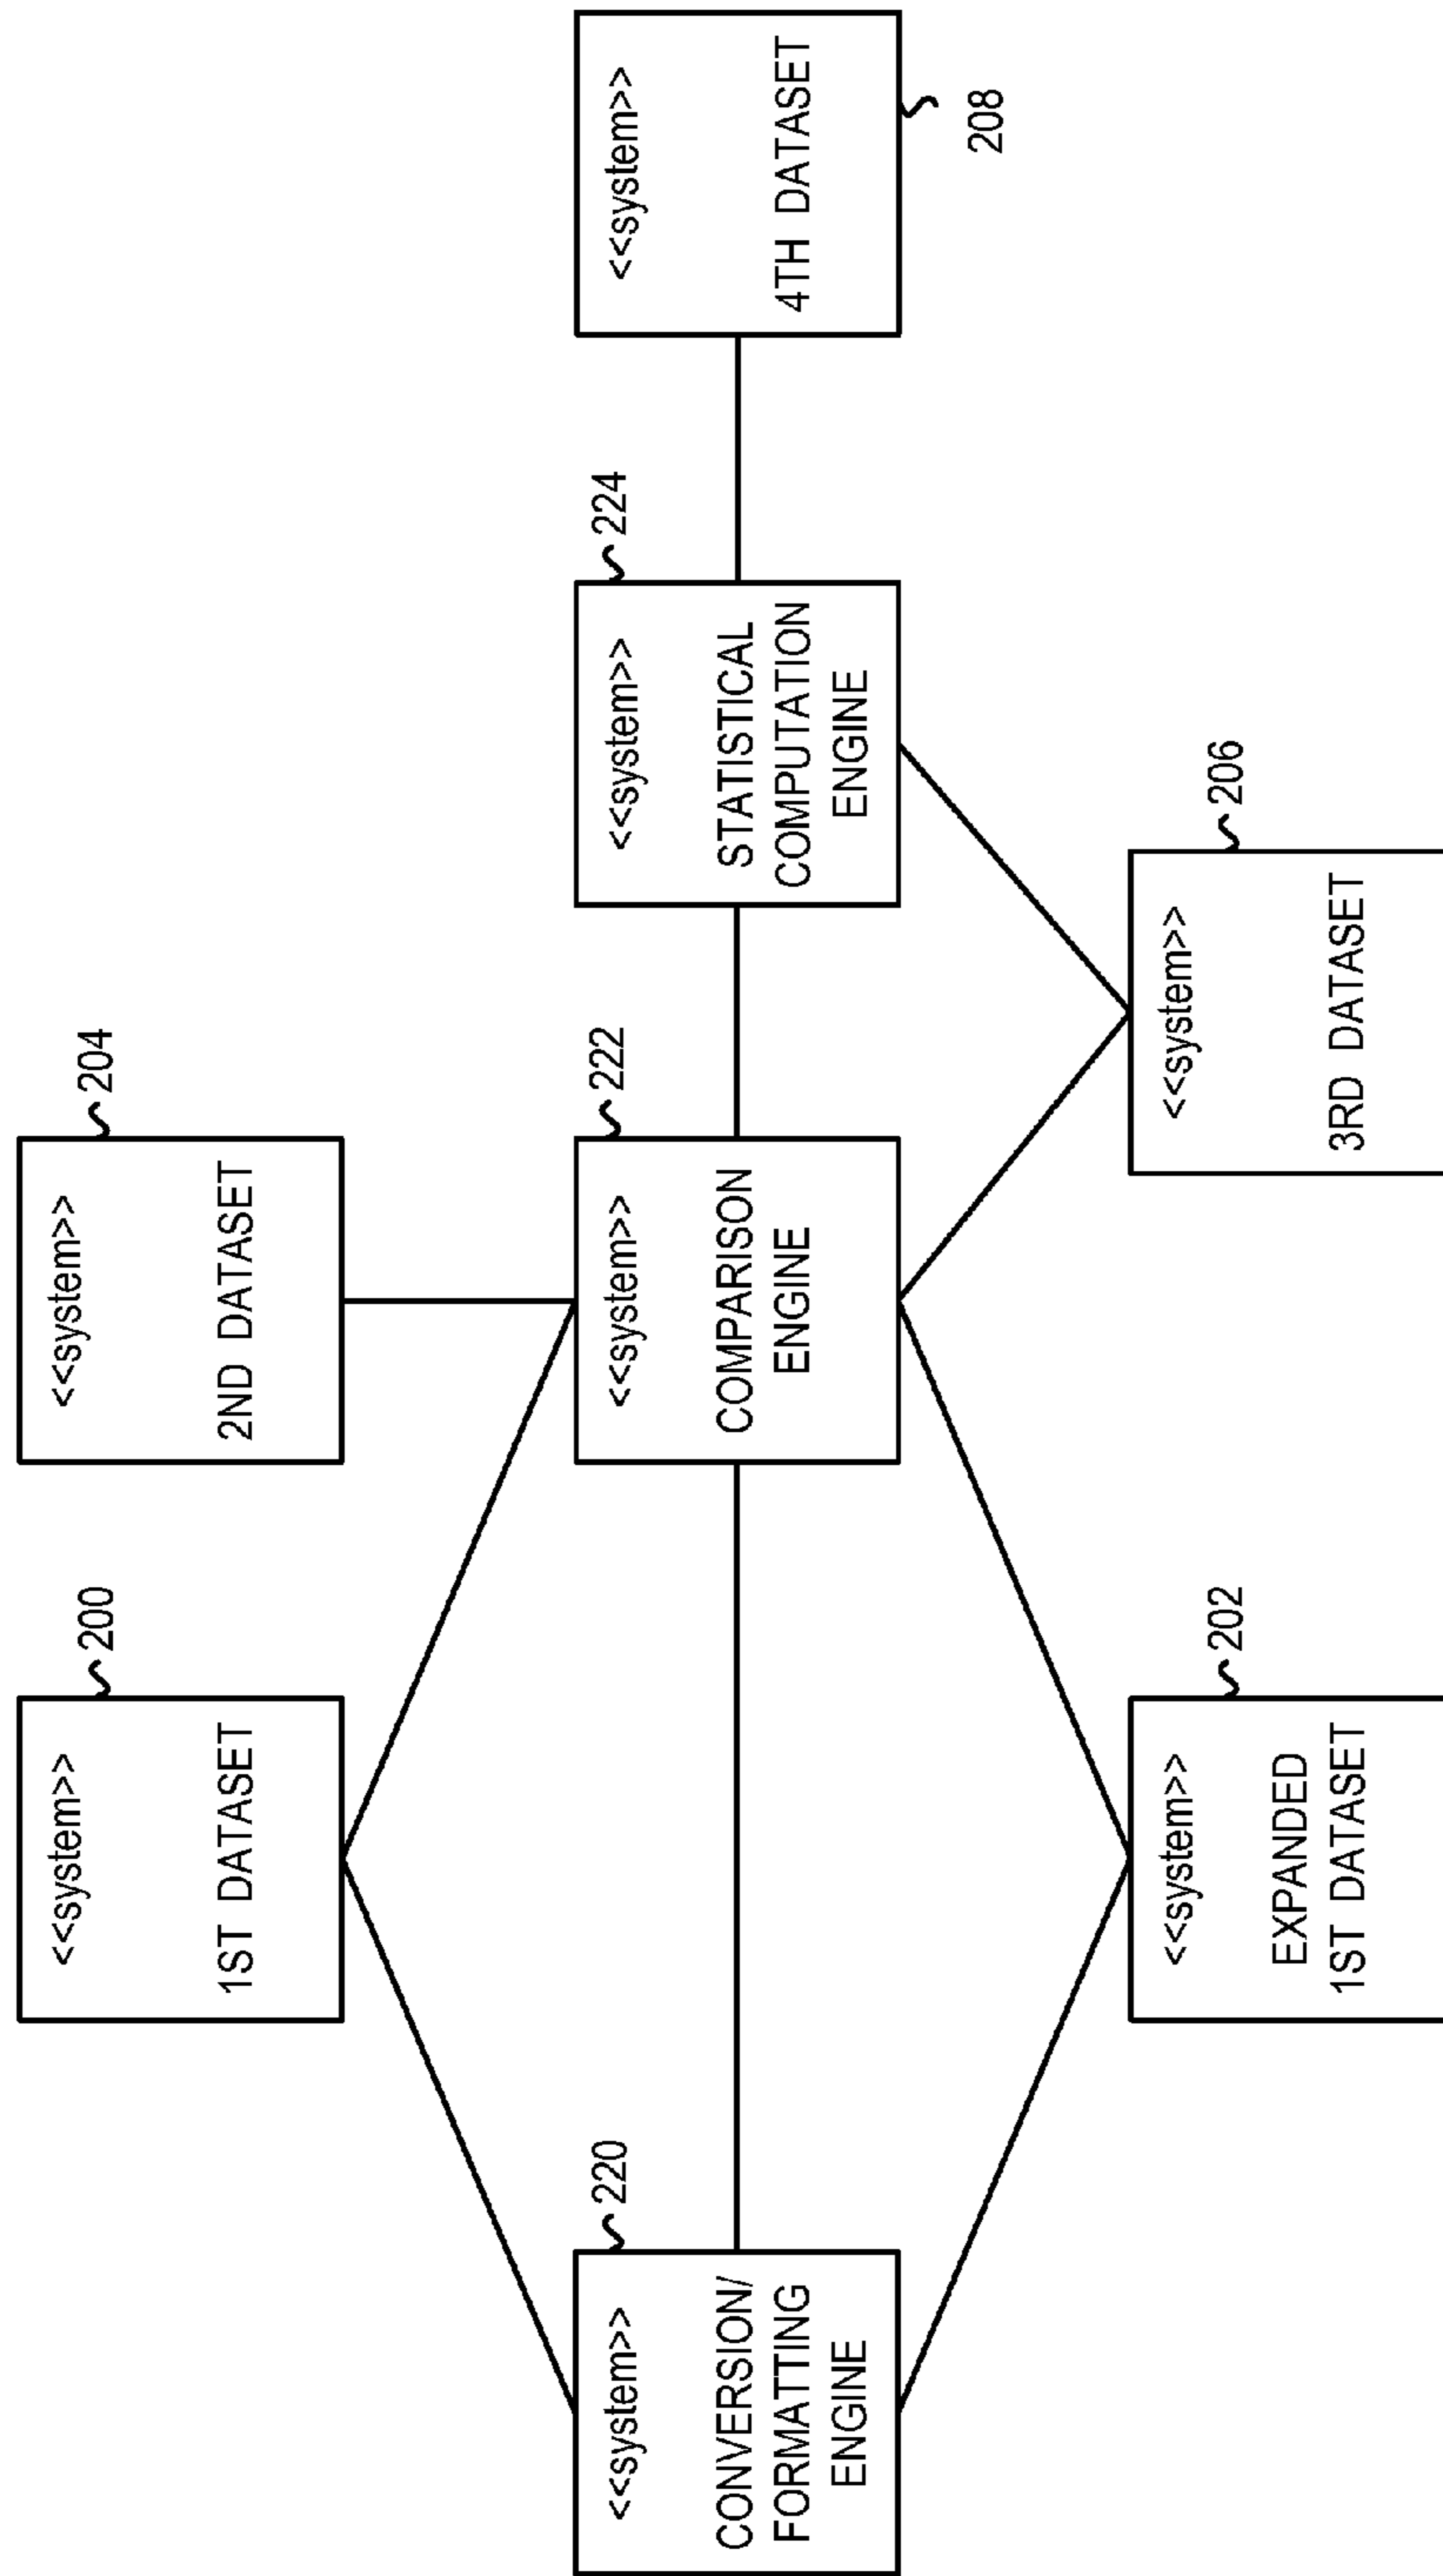 200
<<system>>
1ST DATASET
204
<<system>>
2ND DATASET
220
<<system>>
CONVERSION/
FORMATTING
ENGINE
222
<<system>>
COMPARISON
ENGINE
224
<<system>>
STATISTICAL
COMPUTATION
ENGINE
<<system>>
4TH DATASET
208
202
<<system>>
EXPANDED
1ST DATASET
206
<<system>>
3RD DATASET